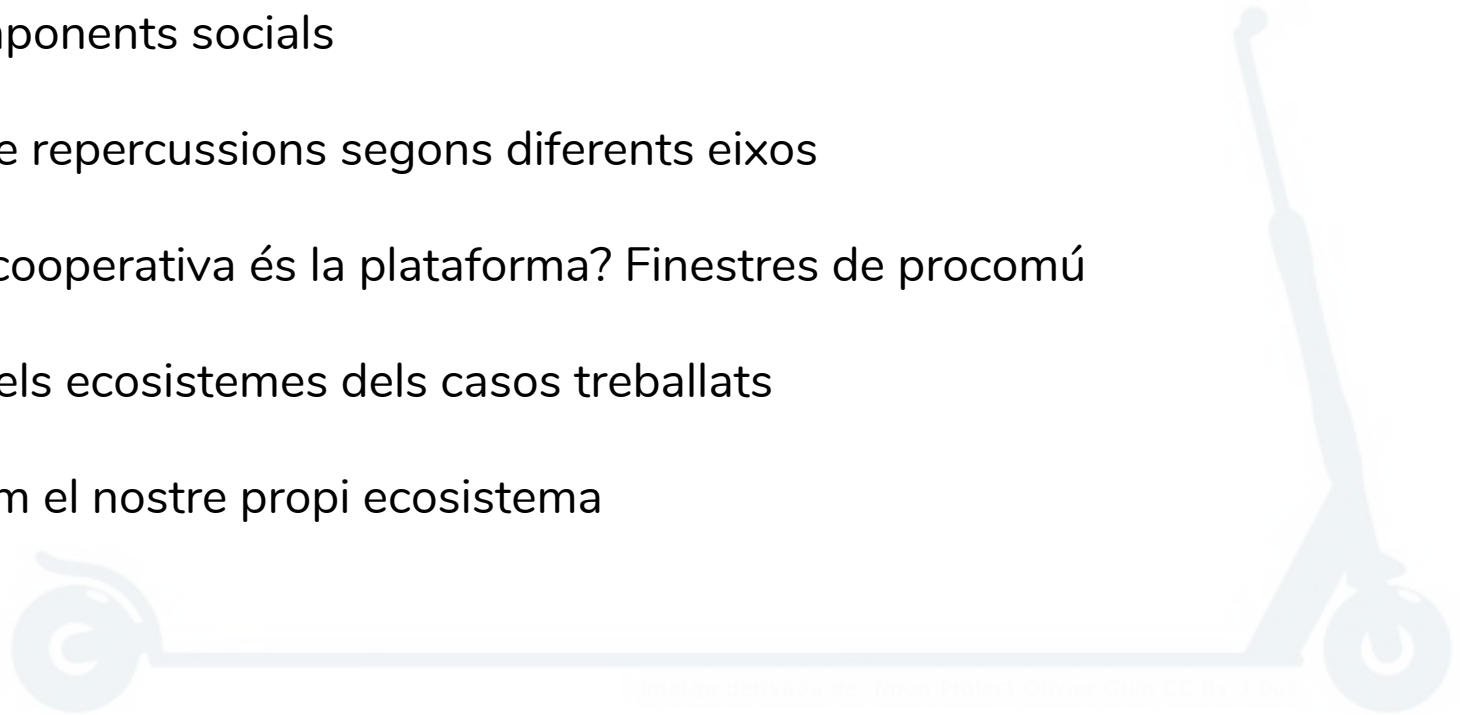 ponents socials
e repercussions segons diferents eixos
cooperativa és la plataforma? Finestres de procomú
els ecosistemes dels casos treballats
m el nostre propi ecosistema